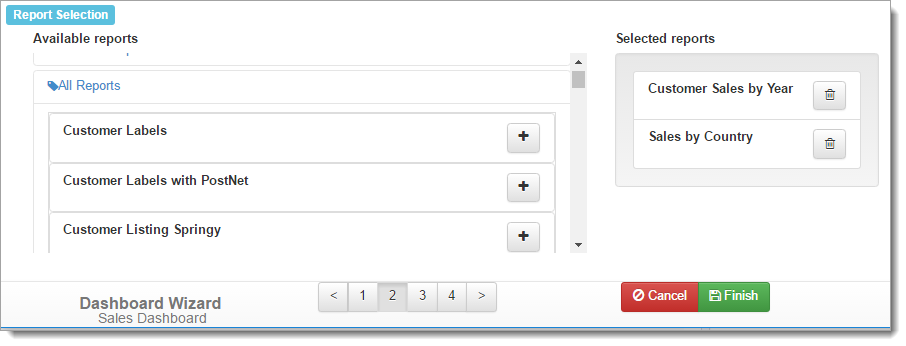 Report Selection
Available reports
Selected reports
All Reports
Customer Labels
+
Customer Labels with PostNet
+
Customer Listing Springy
+
Customer Sales by Year
Sales by Country
Dashboard Wizard
Sales Dashboard
< 1 2 3 4 >
Cancel Finish